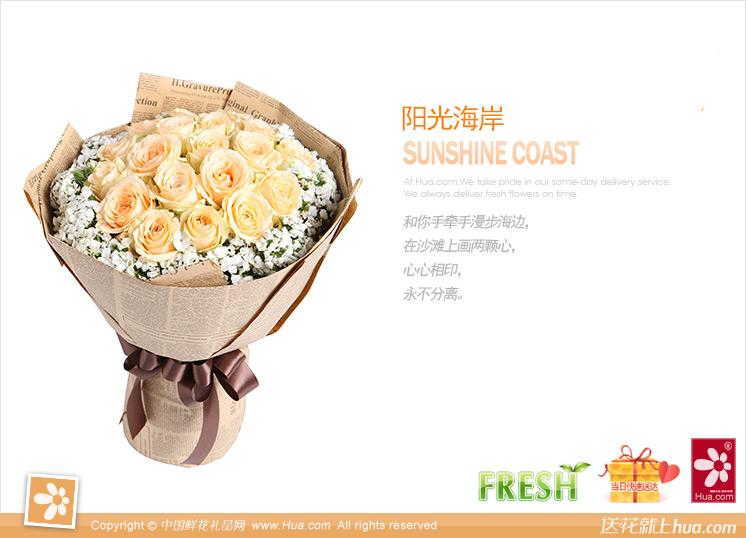 H.GravurePri
iginal Grank
阳光海岸
SUNSHINE COAST
At Hua.com,We take pride in our same-day delivery service.
We always deliver fresh flowers on time.
和你手牵手漫步海边,
在沙滩上画两颗心,
心心相印,
永不分离。
FRESH
当日快速送达
Hua.com
Copyright © 中国鲜花礼品网 www.Hua.com All rights reserved
送花就上hua.com